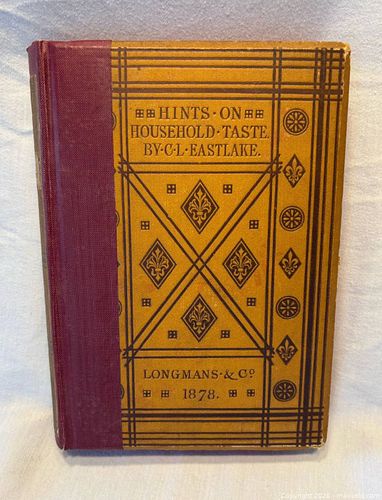 HINTS·ON
HOUSEHOLD·TASTE.
BY·C·L·EASTLAKE.
LONGMANS·&Cº
1878.